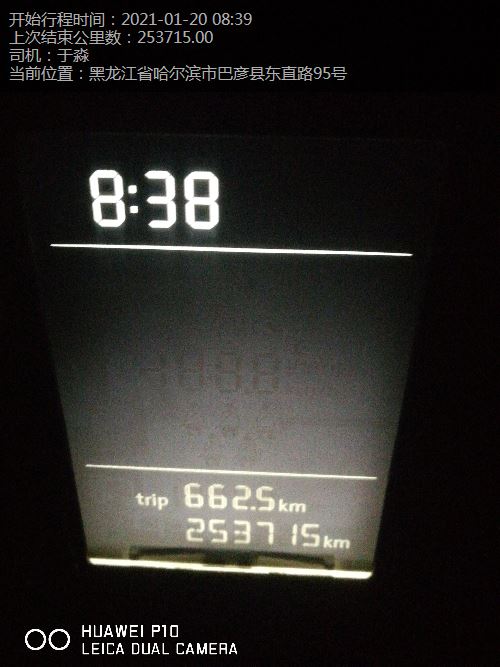 开始行程时间：2021-01-20 08:39
上次结束公里数：253715.00
司机：于淼
当前位置：黑龙江省哈尔滨市巴彦县东直路95号
8:38
trip 662.5km
253715km
HUAWEI P10
LEICA DUAL CAMERA